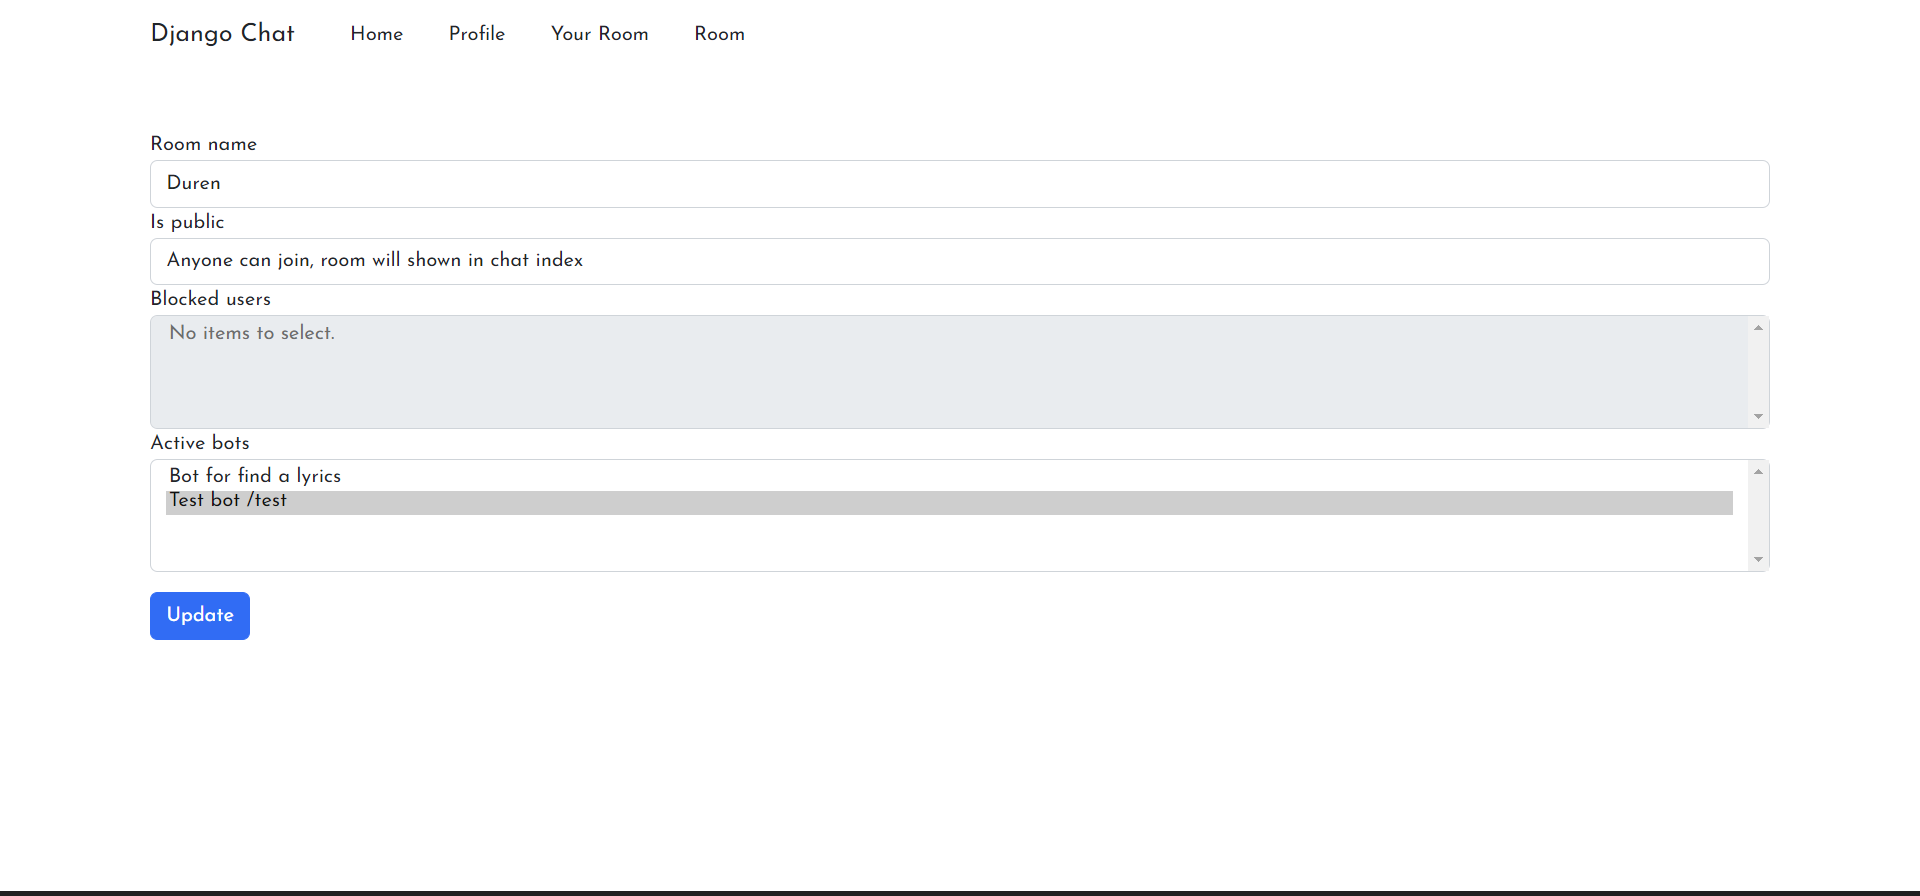 Django Chat Home Profile Your Room Room
Room name
Duren
Is public
Anyone can join, room will shown in chat index
Blocked users
No items to select.
Active bots
Bot for find a lyrics
Test bot /test
Update